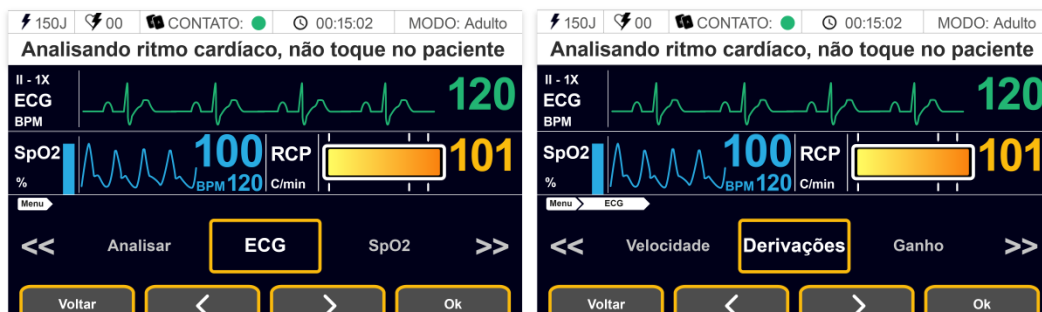 150J 00 CONTATO: 00:15:02 MODO: Adulto
Analisando ritmo cardíaco, não toque no paciente
II - 1X
ECG
BPM
120
SpO2
%
100
BPM 120
RCP
C/min
101
Menu
<< Analisar ECG SpO2 >>
Voltar < > Ok
150J 00 CONTATO: 00:15:02 MODO: Adulto
Analisando ritmo cardíaco, não toque no paciente
II - 1X
ECG
BPM
120
SpO2
%
100
BPM 120
RCP
C/min
101
Menu ECG
<< Velocidade Derivações Ganho >>
Voltar < > Ok